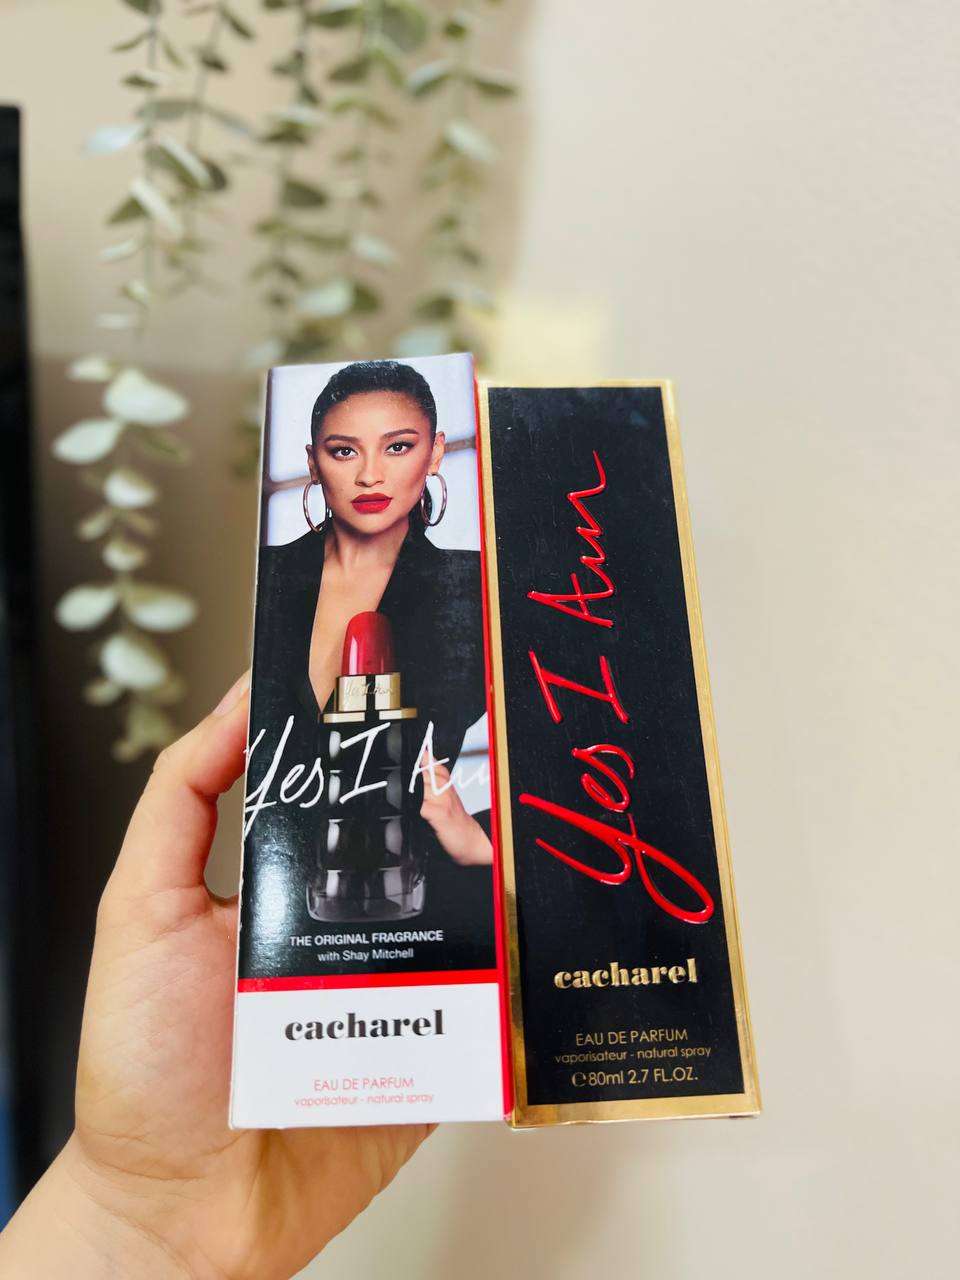 Yes I Am
THE ORIGINAL FRAGRANCE
with Shay Mitchell
cacharel
EAU DE PARFUM
vaporisateur - natural spray
Yes I Am
cacharel
EAU DE PARFUM
vaporisateur - natural spray
℮ 80ml 2.7 FL.OZ.